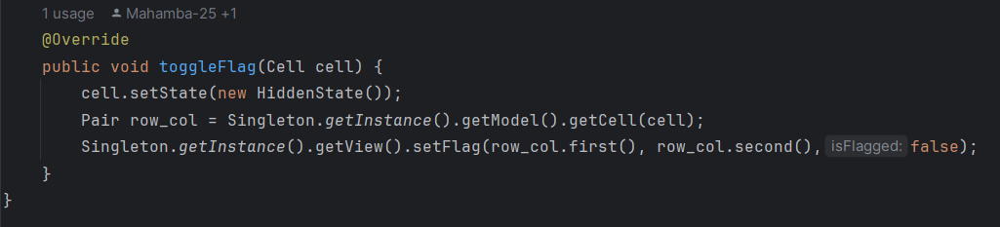 1 usage Mahamba-25 +1
@Override
public void toggleFlag(Cell cell) {
cell.setState(new HiddenState());
Pair row_col = Singleton.getInstance().getModel().getCell(cell);
Singleton.getInstance().getView().setFlag(row_col.first(), row_col.second(), isFlagged: false);
}
}